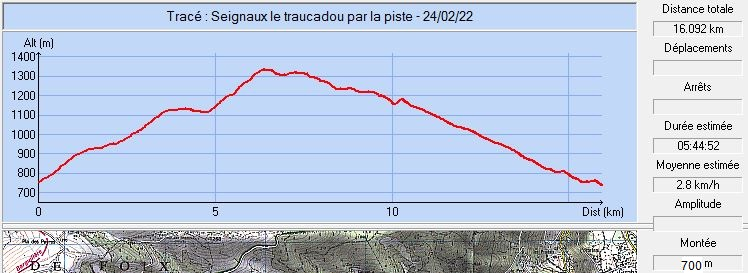 Tracé : Seignaux le traucadou par la piste - 24/02/22
Alt (m)
1400
1300
1200
1100
1000
900
800
700
0
5
10
Dist (km)
Distance totale
16.092 km
Déplacements
Arrêts
Durée estimée
05:44:52
Moyenne estimée
2.8 km/h
Amplitude
Montée
700 m
DE FOIX